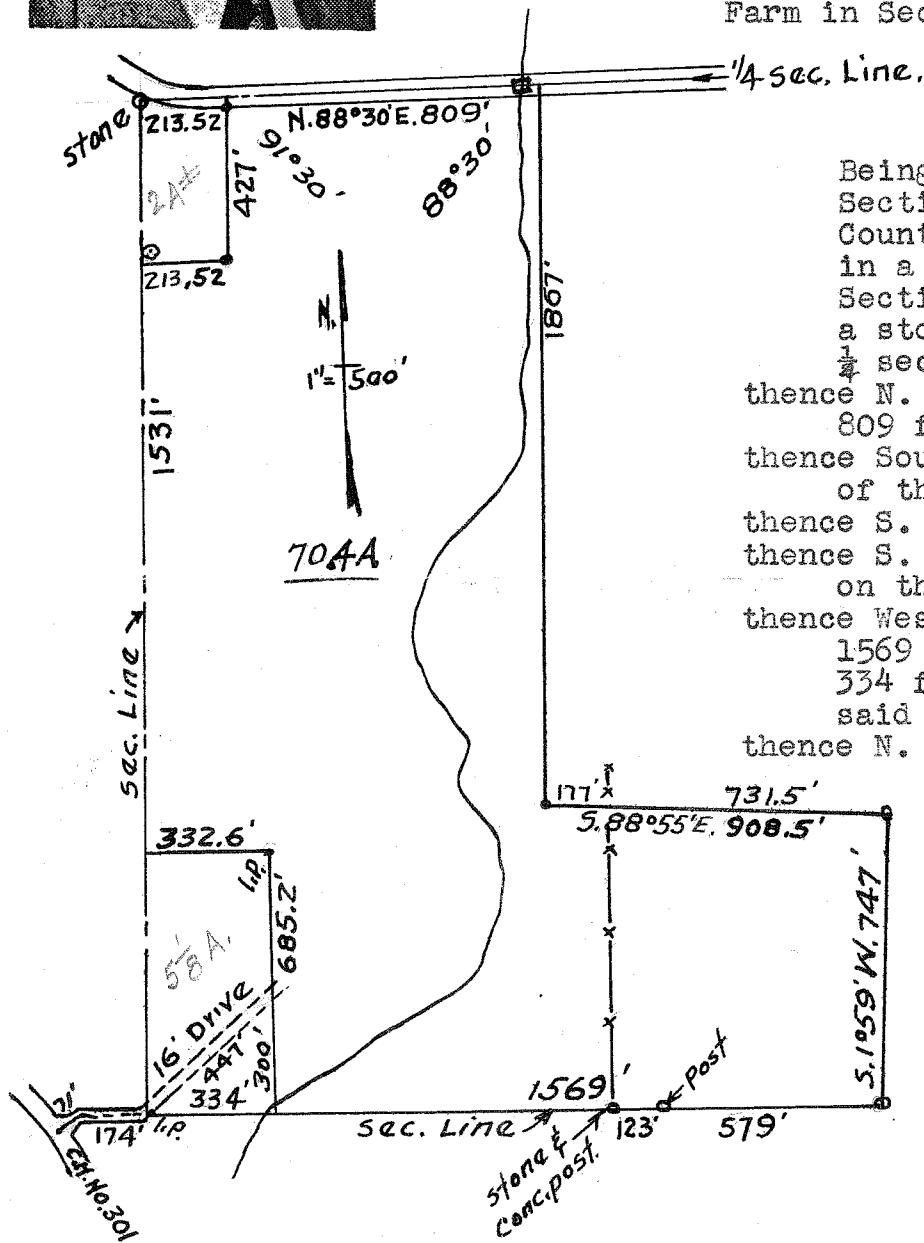 Farm in Sec
¼ Sec. Line.
stone
213.52
N.88°30'E.809'
91°30'
88°30'
2A±
427'
213,52
1867'
N.
1"= 500'
1531'
70.4A
Sec. Line
Being
Secti
Count
in a
Secti
a sto
¼ sec
thence N.
809 f
thence Sou
of th
thence S.
thence S.
on th
thence Wes
1569
334 f
said
thence N.
177'
731.5'
S.88°55'E. 908.5'
332.6'
I.P.
685.2'
5⅛ A.
S.1°59'W.747'
16' Drive
447'
300'
334'
1569'
Post
71'
174'
I.P.
Sec. Line
123'
579'
stone &
Conc. post.
C.H. No.301